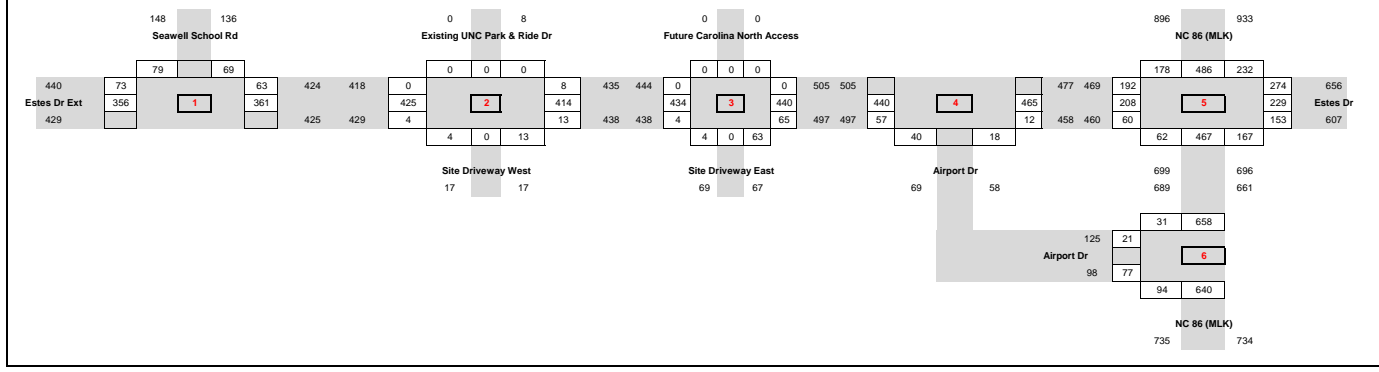 148 136 0 8 0 0 896 933
Seawell School Rd Existing UNC Park & Ride Dr Future Carolina North Access NC 86 (MLK)
79 69 0 0 0 0 0 0 178 486 232
440 73 63 424 418 0 8 435 444 0 0 505 505 477 469 192 274 656
Estes Dr Ext 356 1 361 425 2 414 434 3 440 440 4 465 208 5 229 Estes Dr
429 425 429 4 13 438 438 4 65 497 497 57 12 458 460 60 153 607
4 0 13 4 0 63 40 18 62 467 167
Site Driveway West Site Driveway East Airport Dr 699 696
17 17 69 67 69 58 689 661
31 658
125 21
Airport Dr 6
98 77
94 640
NC 86 (MLK)
735 734